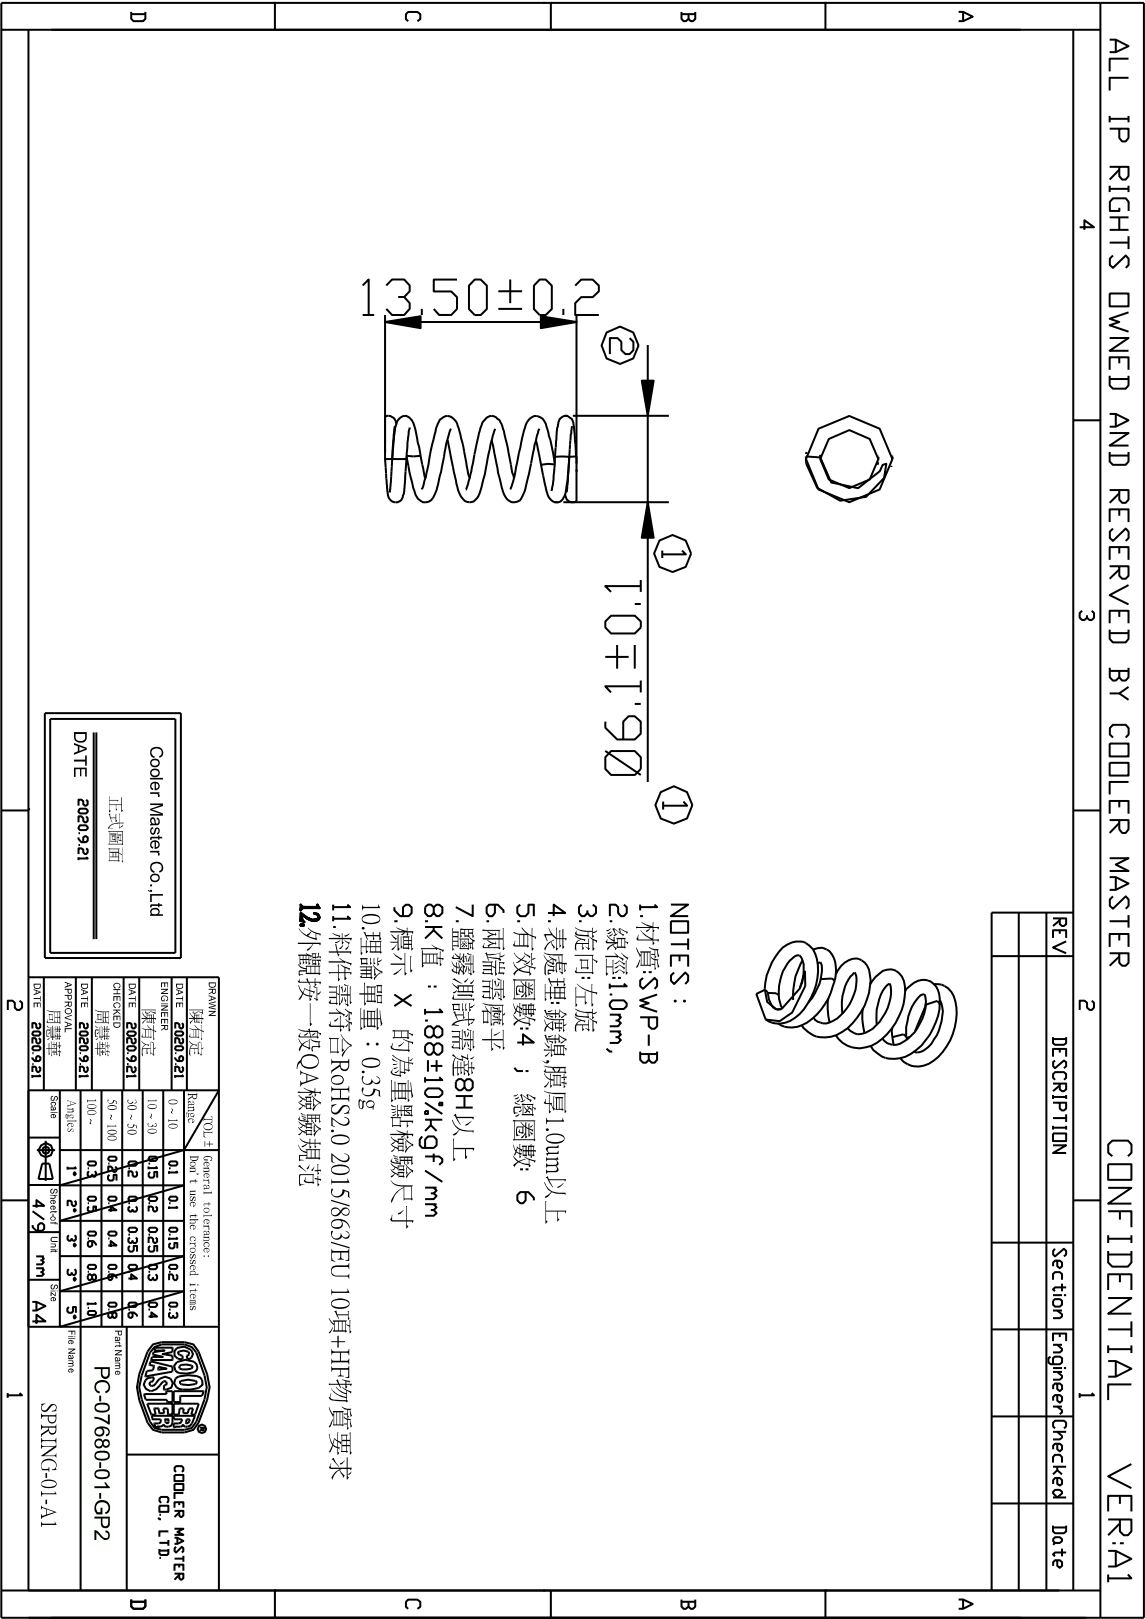 ALL IP RIGHTS OWNED AND RESERVED BY COOLER MASTER CONFIDENTIAL VER:A1
4 3 2 1
A
B
C
D
REV DESCRIPTION Section Engineer Checked Date
13.50±0.2
2
1
Ø6.1±0.1
1
NOTES :
1.材質:SWP-B
2.線徑:1.0mm,
3.旋向:左旋
4.表處理:鍍鎳,膜厚1.0um以上
5.有效圈數:4 ; 總圈數: 6
6.兩端需磨平
7.鹽霧測試需達8H以上
8.K值 : 1.88±10%kgf/mm
9.標示 X 的為重點檢驗尺寸
10.理論單重：0.35g
11.料件需符合RoHS2.0 2015/863/EU 10項+HF物質要求
12.外觀按一般QA檢驗規范
Cooler Master Co.,Ltd
正式圖面
DATE 2020.9.21
DRAWN
陳有定
DATE 2020.9.21
ENGINEER
陳有定
DATE 2020.9.21
CHECKED
周慧華
DATE 2020.9.21
APPROVAL
周慧華
DATE 2020.9.21
TOL ±
Range
General tolerance:
Don't use the crossed items
0 ~ 10 0.1 0.1 0.15 0.2 0.3
10 ~ 30 0.15 0.2 0.25 0.3 0.4
30 ~ 50 0.2 0.3 0.35 0.4 0.6
50 ~ 100 0.25 0.4 0.4 0.6 0.8
100 ~ 0.3 0.5 0.6 0.8 1.0
Angles 1° 2° 3° 3° 5°
Scale
Sheet-of
4/9
Unit
mm
Size
A4
COOLER MASTER ®
COOLER MASTER
CO., LTD.
Part Name
PC-07680-01-GP2
File Name
SPRING-01-A1
2 1
A
B
C
D